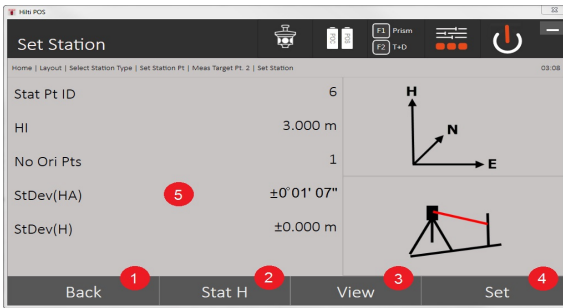 Hilti POS
Set Station
POC
POS
F1 Prism
F2 T+D
Home | Layout | Select Station Type | Set Station Pt | Meas Target Pt. 2 | Set Station
03:08
Stat Pt ID 6
HI 3.000 m
No Ori Pts 1
StDev(HA) 5 ±0°01' 07"
StDev(H) ±0.000 m
H
N
E
1 2 3 4
Back Stat H View Set